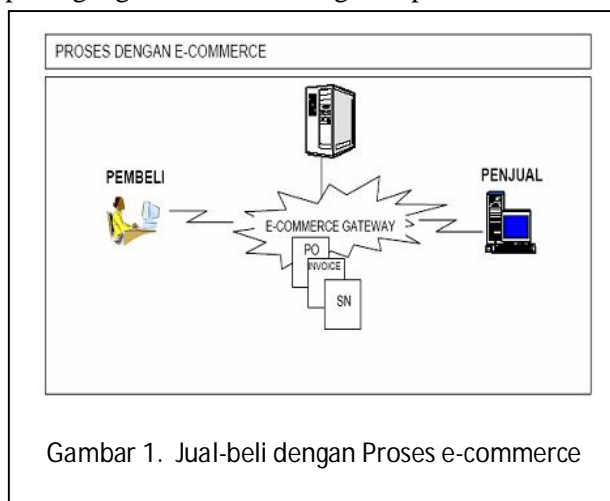 PROSES DENGAN E-COMMERCE
PEMBELI
PENJUAL
E-COMMERCE GATEWAY
PO
INVOICE
SN
Gambar 1. Jual-beli dengan Proses e-commerce